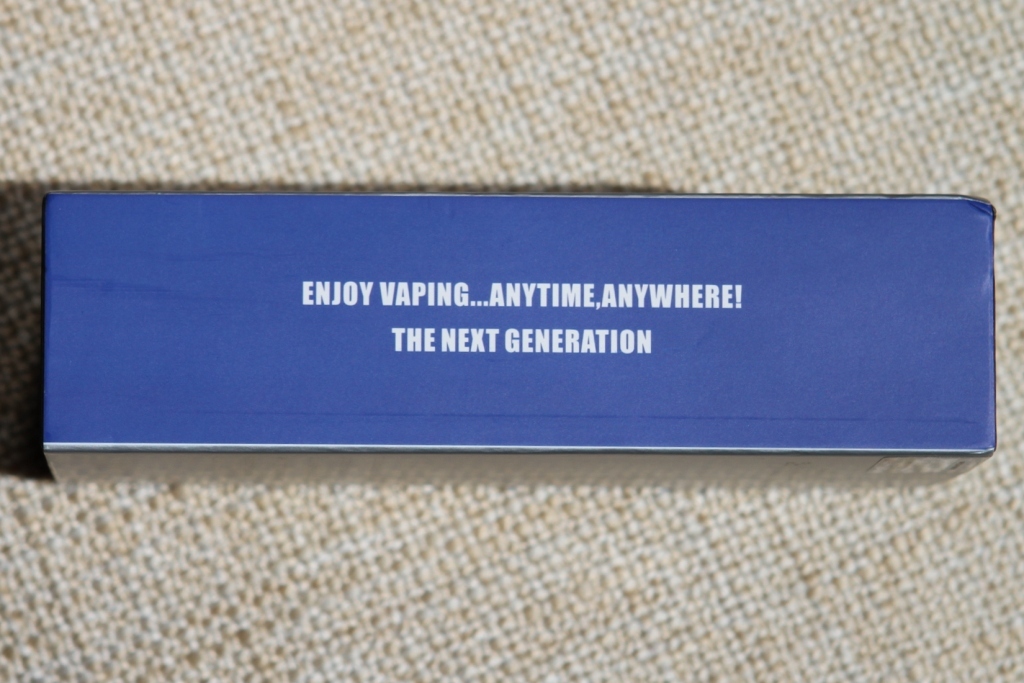 ENJOY VAPING...ANYTIME,ANYWHERE!
THE NEXT GENERATION